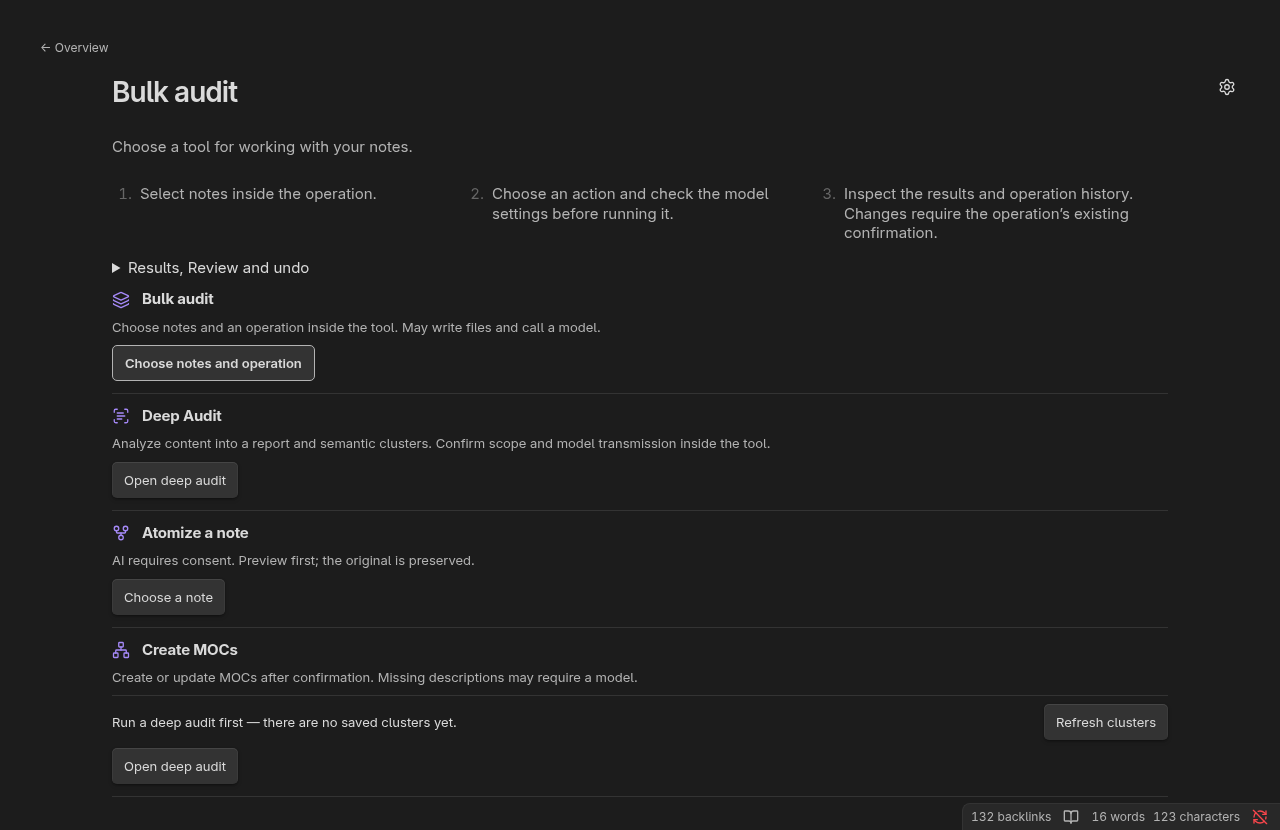 ← Overview
Bulk audit
Choose a tool for working with your notes.
1. Select notes inside the operation.
2. Choose an action and check the model
settings before running it.
3. Inspect the results and operation history.
Changes require the operation’s existing
confirmation.
Results, Review and undo
Bulk audit
Choose notes and an operation inside the tool. May write files and call a model.
Choose notes and operation
Deep Audit
Analyze content into a report and semantic clusters. Confirm scope and model transmission inside the tool.
Open deep audit
Atomize a note
AI requires consent. Preview first; the original is preserved.
Choose a note
Create MOCs
Create or update MOCs after confirmation. Missing descriptions may require a model.
Run a deep audit first — there are no saved clusters yet.
Refresh clusters
Open deep audit
132 backlinks 16 words 123 characters